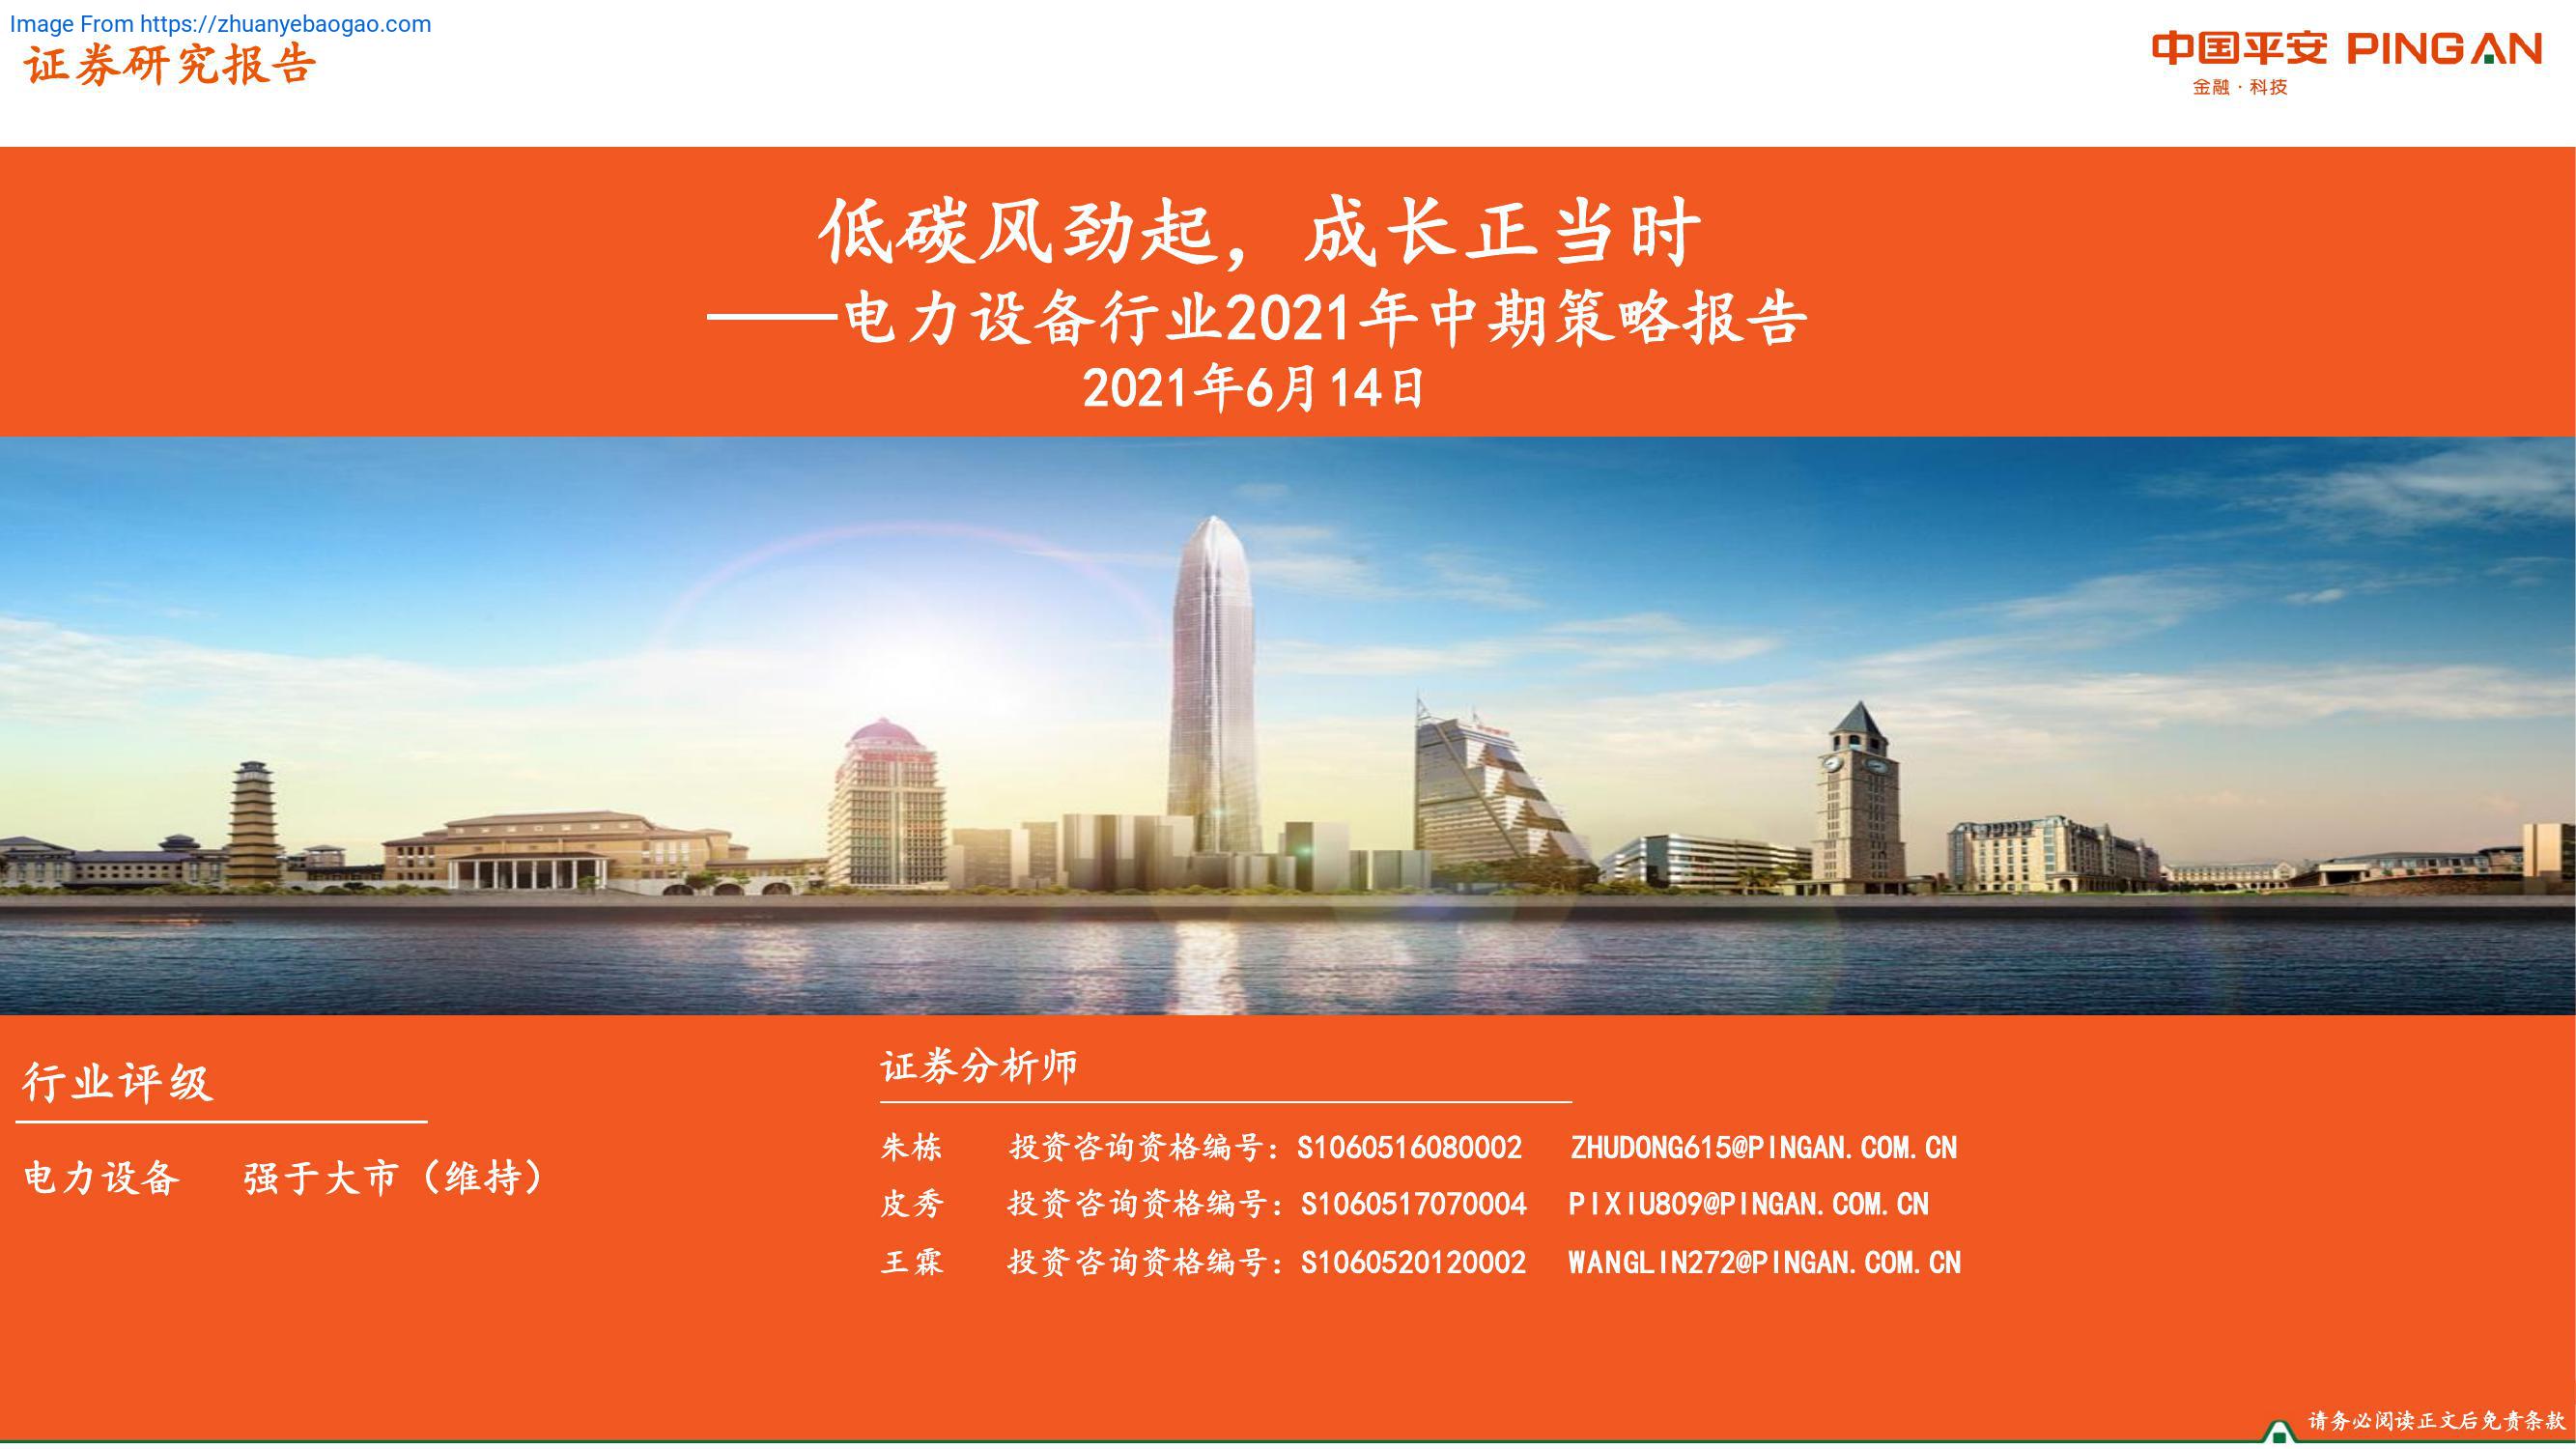 Image From https://zhuanyebaogao.com
证券研究报告
中国平安 PINGAN
金融·科技
低碳风劲起，成长正当时
——电力设备行业2021年中期策略报告
2021年6月14日
行业评级
电力设备 强于大市（维持）
证券分析师
朱栋 投资咨询资格编号：S1060516080002 ZHUDONG615@PINGAN.COM.CN
皮秀 投资咨询资格编号：S1060517070004 PIXIU809@PINGAN.COM.CN
王霖 投资咨询资格编号：S1060520120002 WANGLIN272@PINGAN.COM.CN
请务必阅读正文后免责条款